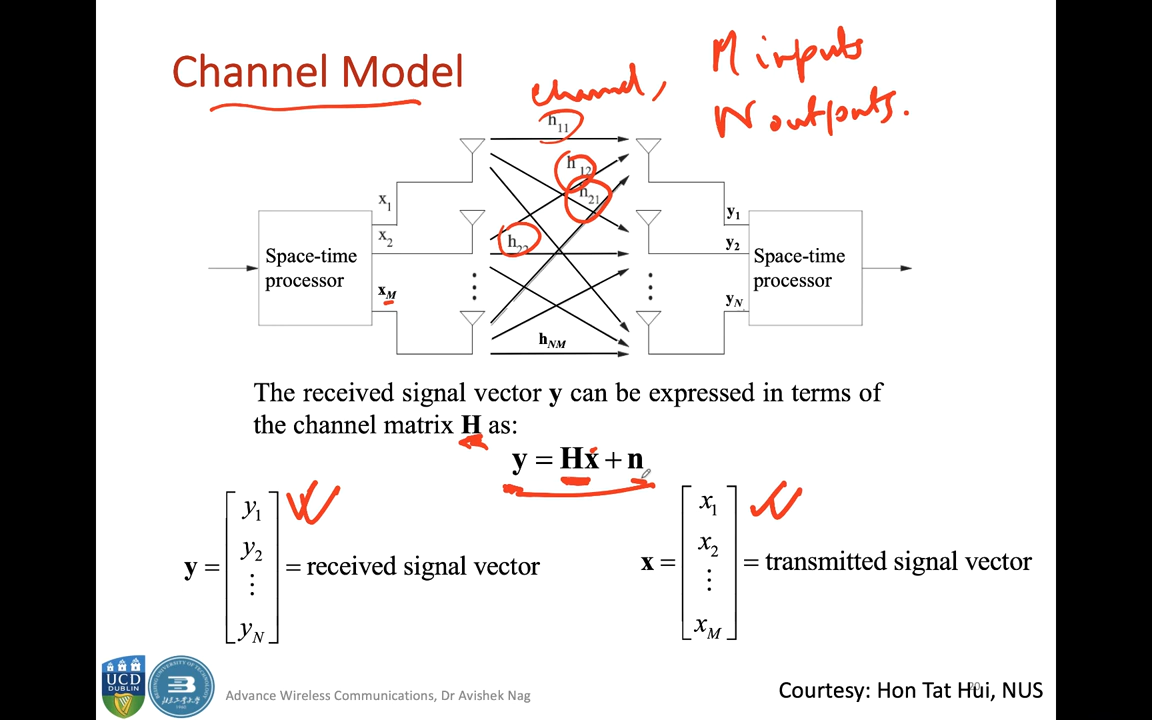 Channel Model
channel,
M inputs
N outputs.
h11
h12
h21
h22
x1
x2
xM
y1
y2
yN
Space-time
processor
Space-time
processor
hNM
The received signal vector y can be expressed in terms of
the channel matrix H as:
y = Hx + n
y = [y1 y2 ⋮ yN] = received signal vector
x = [x1 x2 ⋮ xM] = transmitted signal vector
UCD
DUBLIN
Advance Wireless Communications, Dr Avishek Nag
Courtesy: Hon Tat Hui, NUS